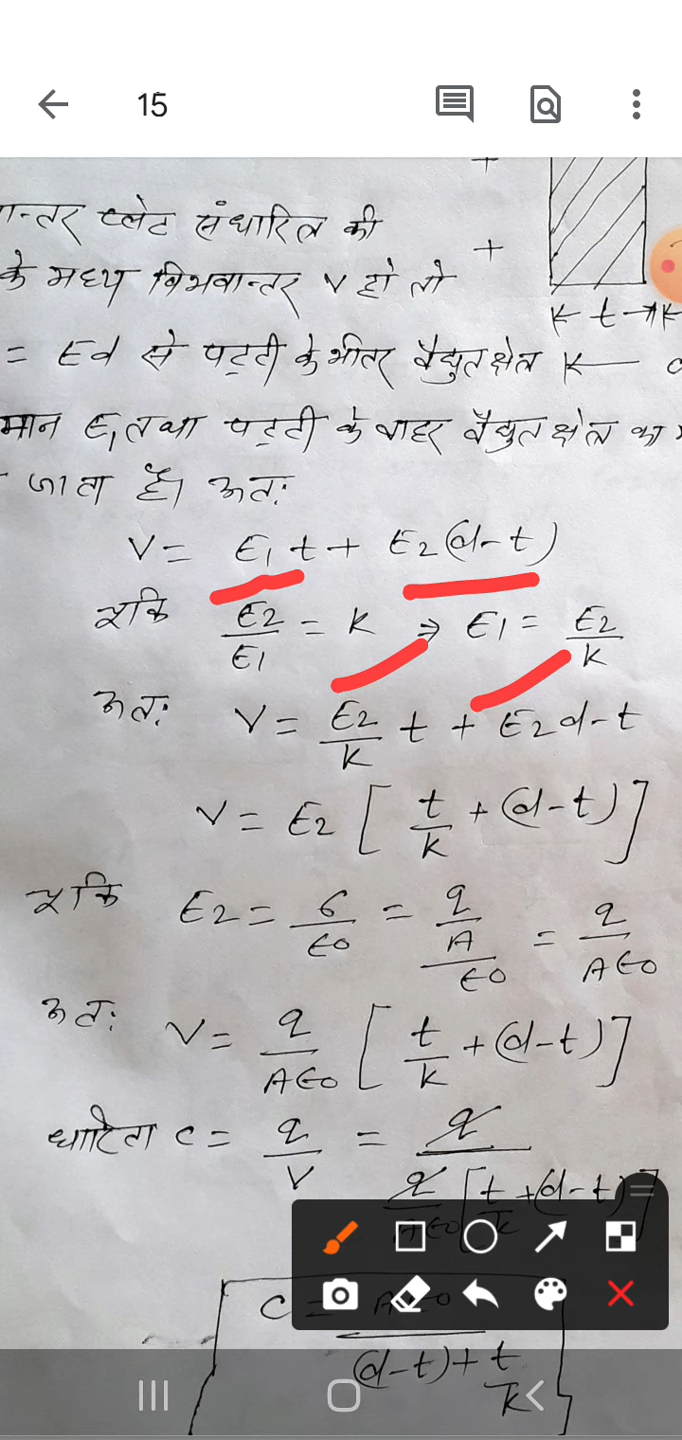 15
+
ान्तर प्लेट संधारित्र की
+
के मध्य विभवान्तर V हो तो
t
= Ed से पट्टी के भीतर वैद्युत क्षेत्र
मान E1 तथा पट्टी के बाहर वैद्युत क्षेत्र का
जाता है। अतः
V = E1 t + E2 (d-t)
E2/E1 = K ⇒ E1 = E2/K
अतः V = E2/K t + E2 d-t
V = E2 [ t/K + (d-t) ]
E2 = σ/ϵ0 = q/A/ϵ0 = q/Aϵ0
अतः V = q/Aϵ0 [ t/K + (d-t) ]
धारिता C = q/V = q/q/Aϵ0 [ t/K + (d-t) ]
C = Aϵ0/(d-t) + t/K